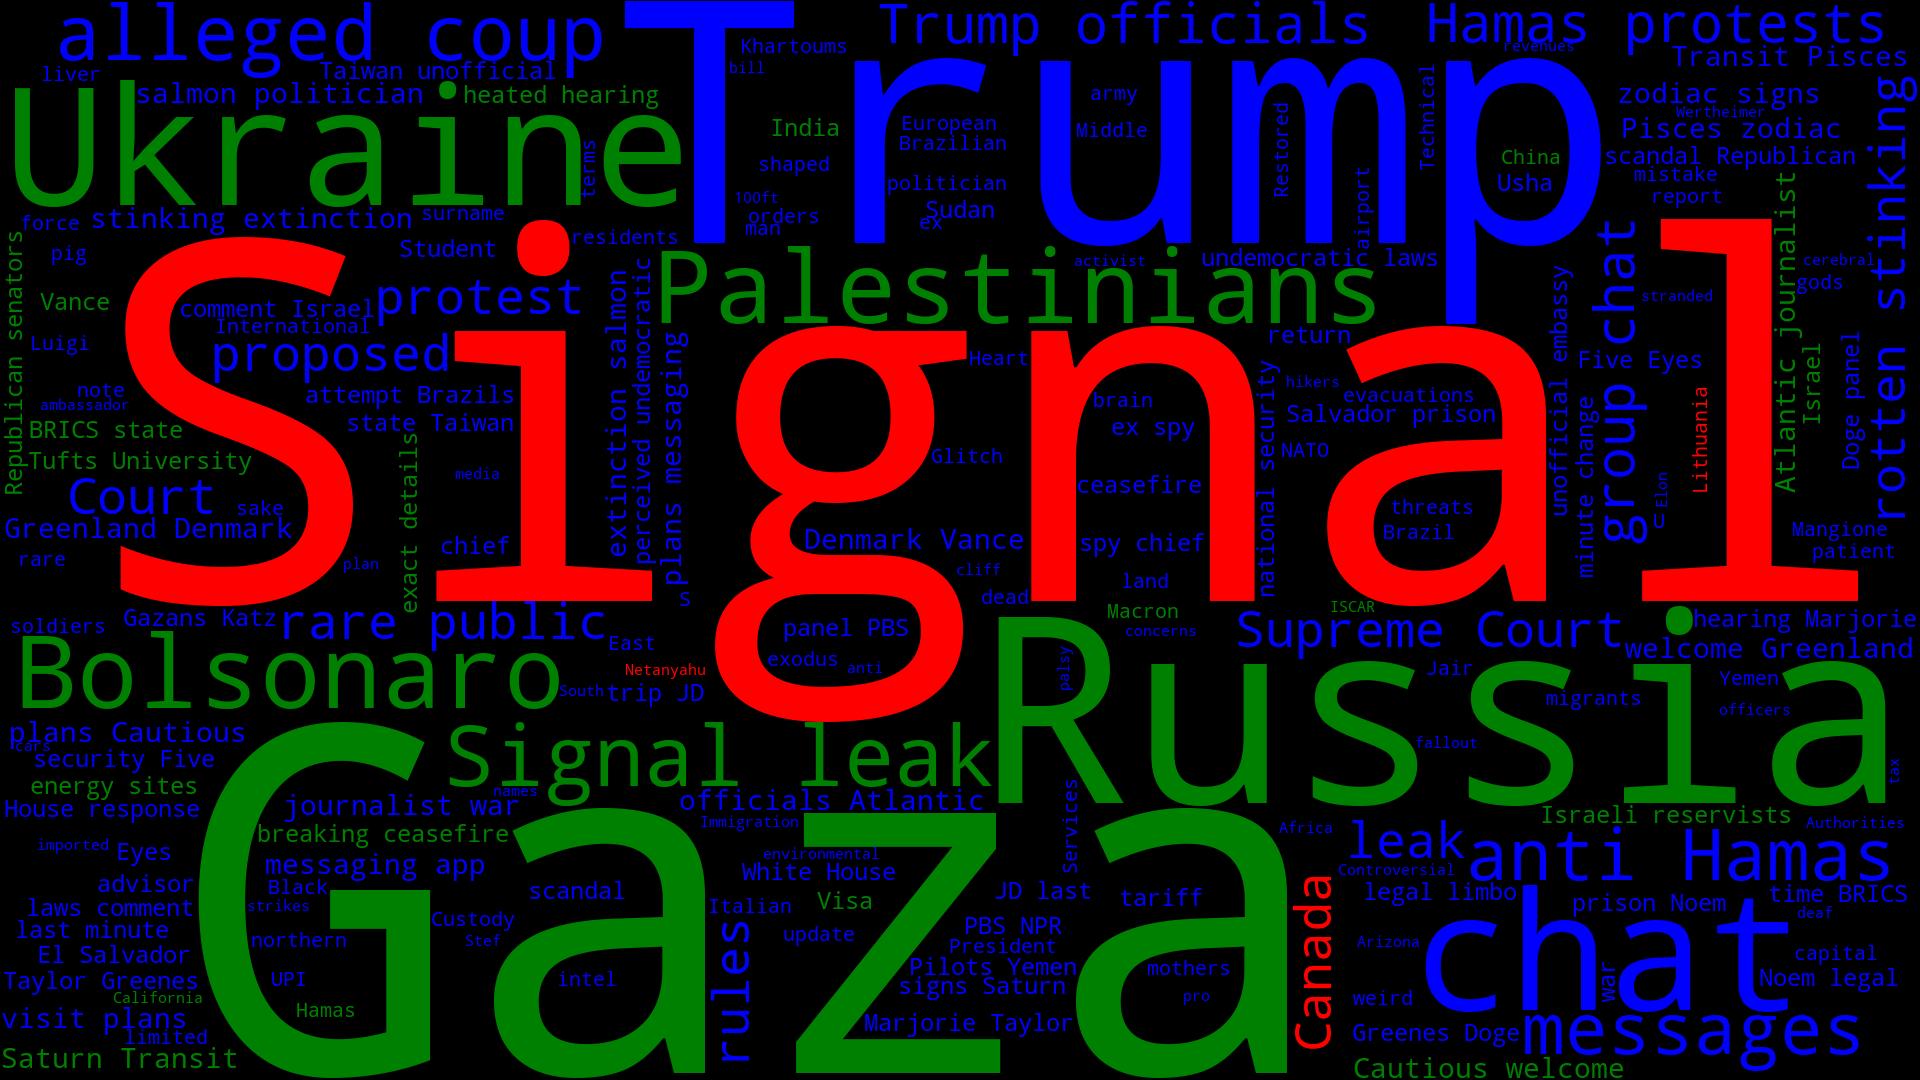 alleged coup
Trump
Trump officials
Hamas protests
Khartoums
bill
revenues
Transit Pisces
liver
Taiwan unofficial
salmon politician
heated hearing
Ukraine
terms
India
shaped
100ft
orders
man
European
Brazilian
politician
Sudan
ex
army
Middle
Restored
airport
Technical
China
Usha
zodiac signs
Wertheimer
Pisces zodiac
scandal Republican
mistake
report
rotten stinking
force
stinking extinction
surname
Student
residents
pig
Republican senators
Vance
Signal
comment Israel
International
protest
proposed
Luigi
note
ambassador
attempt Brazils
state Taiwan
BRICS state
Tufts University
Court
sake
Greenland Denmark
rare
plan
exact details
media
chief
extinction salmon
perceived undemocratic
plans messaging
S
Palestinians
activist
undemocratic laws
Heart
Glitch
Denmark Vance
cliff
dead
brain
ex spy
ceasefire
spy chief
land
Macron
concerns
return
national security
hikers
evacuations
Salvador prison
NATO
threats
Brazil
ISCAR
unofficial embassy
minute change
group chat
Five Eyes
stranded
Elon
Lithuania
Atlantic journalist
Israel
cerebral
gods
Doge panel
Mangione
patient
soldiers
Gazans Katz
rare public
East
Netanyahu
South
trip JD
panel PBS
exodus
anti
Bolsonaro
Russia
palsy
Supreme Court
hearing Marjorie
welcome Greenland
Jair
migrants
Yemen
officers
fallout
tax
plans Cautious
cars
security Five
energy sites
House response
Signal leak
names
journalist war
breaking ceasefire
messaging app
officials Atlantic
Immigration
environmental
White House
Services
Israeli reservists
Authorities
Africa
leak
anti Hamas
Controversial
imported
Eyes
advisor
laws comment
last minute
El Salvador
Taylor Greenes
California
visit plans
limited
Saturn Transit
Gaza
Black
strikes
northern
UPI
Hamas
Custody
Stef
scandal
intel
Italian
Visa
update
rules
JD last
PBS NPR
President
Pilots Yemen
signs Saturn
Marjorie Taylor
tariff
mothers
pro
Canada
legal limbo
prison Noem
time BRICS
deaf
Arizona
chat
war
capital
Noem legal
weird
Greenes Doge
messages
Cautious welcome